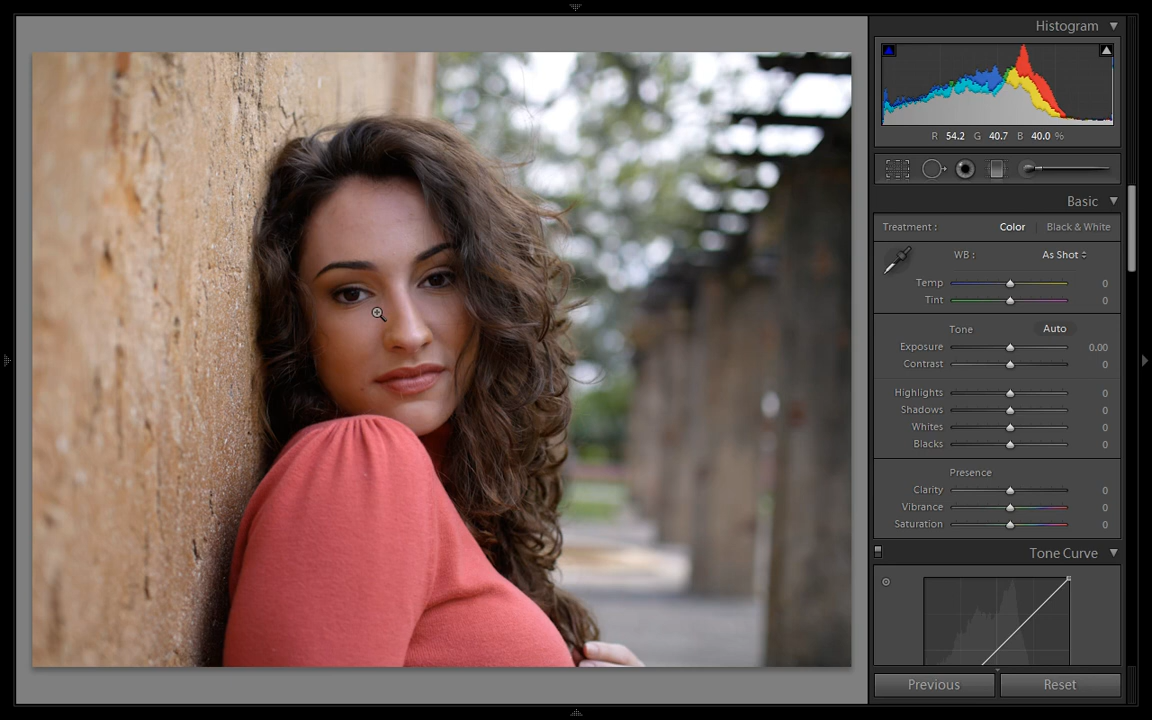 Histogram
R 54.2 G 40.7 B 40.0 %
Basic
Treatment : Color Black & White
WB : As Shot
Temp 0
Tint 0
Tone Auto
Exposure 0.00
Contrast 0
Highlights 0
Shadows 0
Whites 0
Blacks 0
Presence
Clarity 0
Vibrance 0
Saturation 0
Tone Curve
Previous Reset